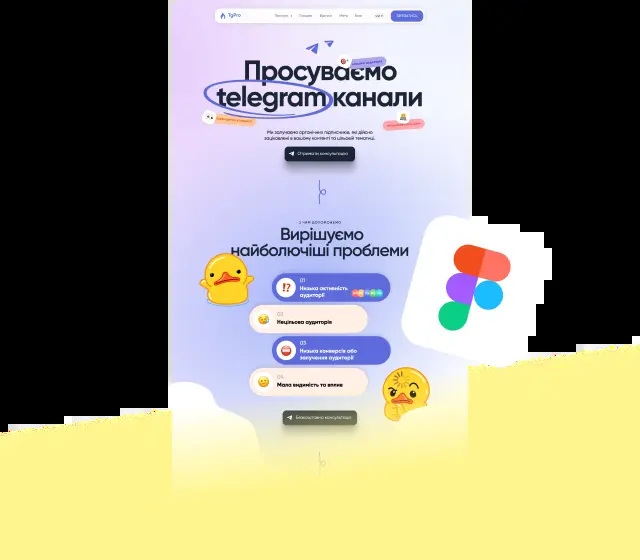 TgPro
Просуваємо
telegram канали
Ми залучаємо органічних підписників, які дійсно
зацікавлені в вашому контенті та цільовій тематиці.
Отримати консультацію
З ЧИМ ДОПОМОЖЕМО
Вирішуємо
найболючіші проблеми
01
Низька активність
аудиторії
02
Нецільова аудиторія
03
Низька конверсія або
залучення аудиторії
04
Мала видимість та вплив
Безкоштовна консультація